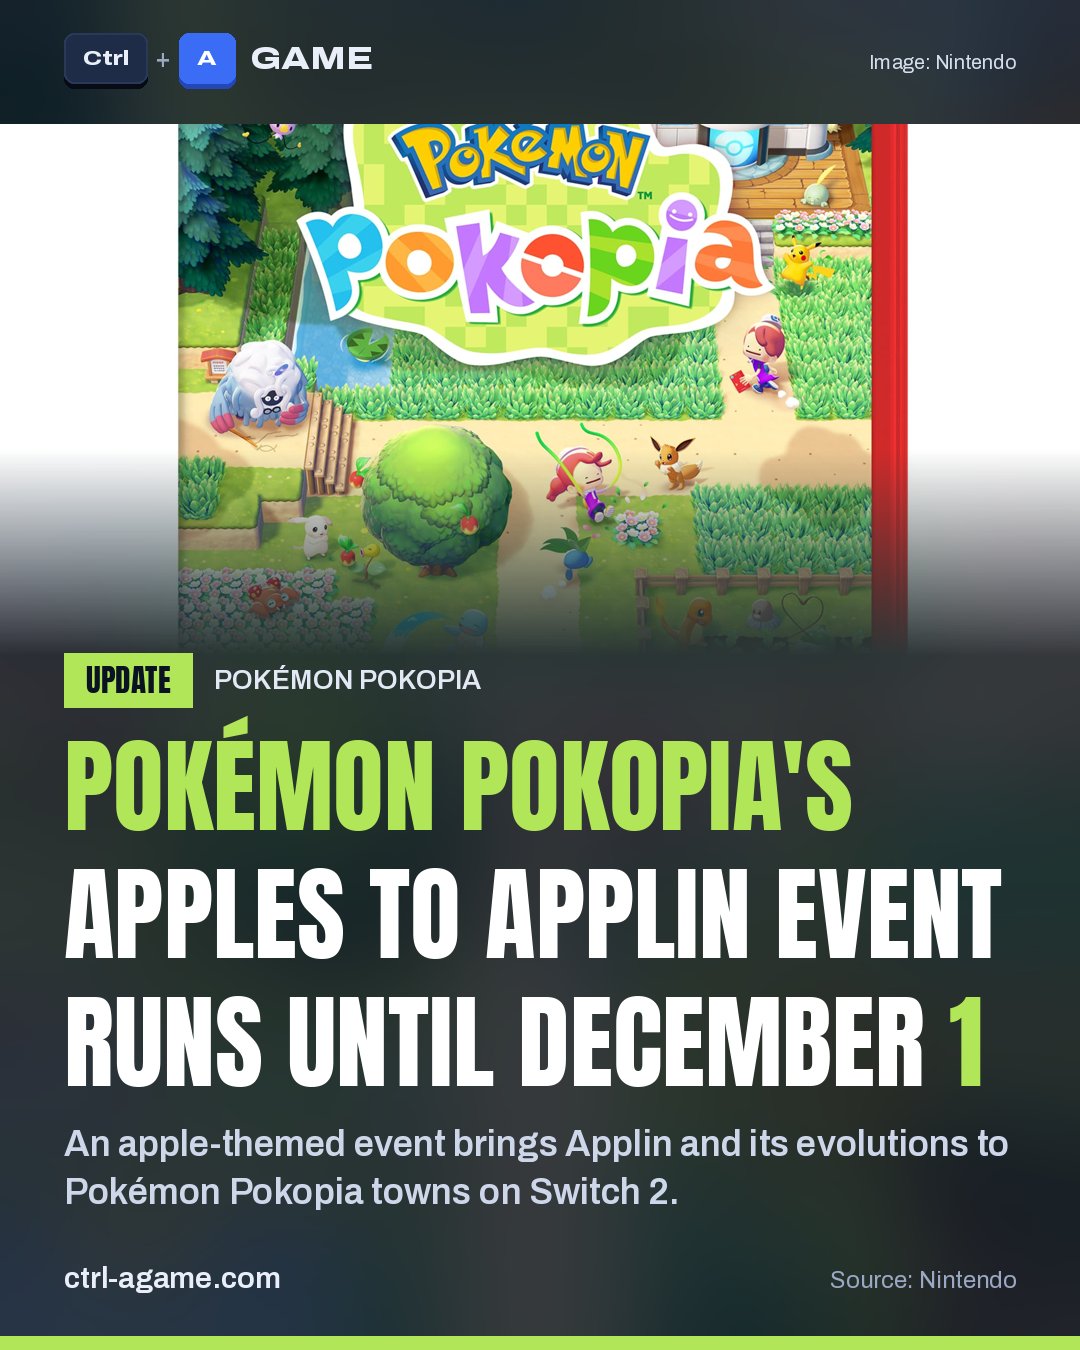 Ctrl + A GAME
Image: Nintendo
POKÉMON
TM
pokopia
UPDATE
POKÉMON POKOPIA
POKÉMON POKOPIA'S
APPLES TO APPLIN EVENT
RUNS UNTIL DECEMBER 1
An apple-themed event brings Applin and its evolutions to
Pokémon Pokopia towns on Switch 2.
ctrl-agame.com
Source: Nintendo